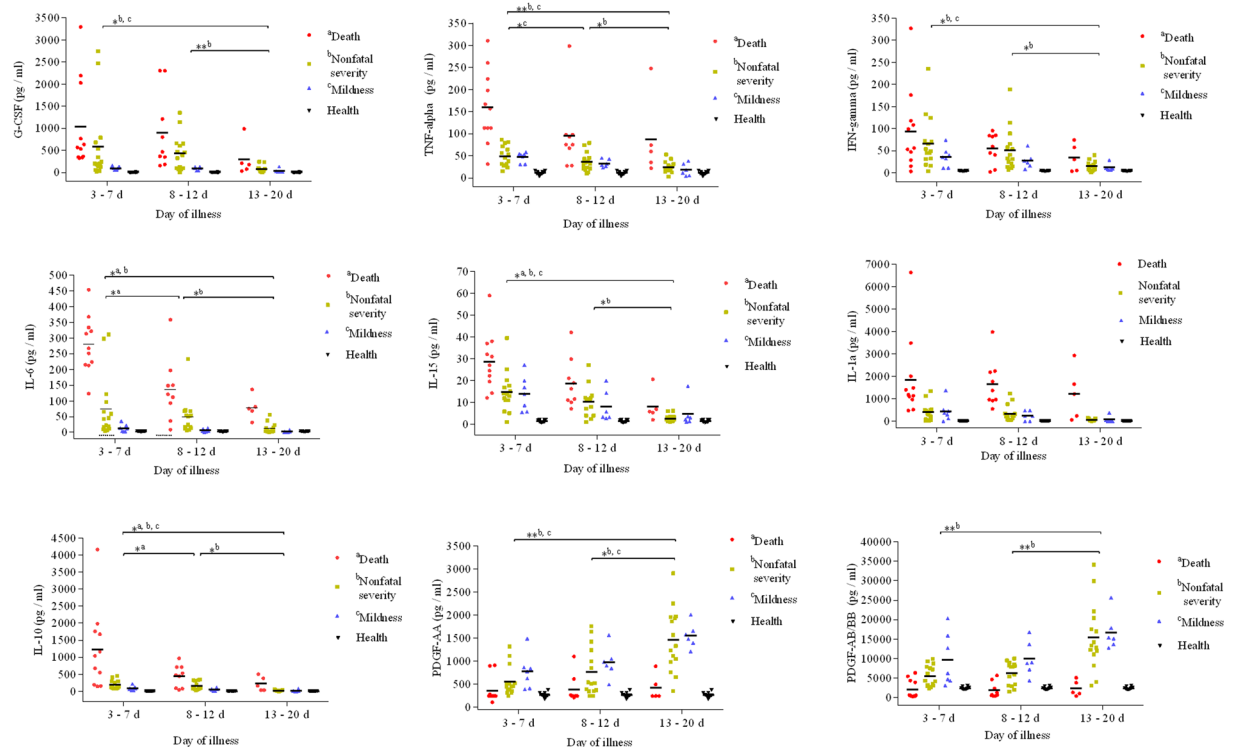 G-CSF (pg / ml)
3500
3000
2500
2000
1500
1000
500
0
*b, c
**b
3 - 7 d
8 - 12 d
13 - 20 d
Day of illness
aDeath
bNonfatal
severity
cMildness
Health
TNF-alpha (pg / ml)
350
300
250
200
150
100
50
0
**b, c
*c
*b
3 - 7 d
8 - 12 d
13 - 20 d
Day of illness
aDeath
bNonfatal
severity
cMildness
Health
IFN-gamma (pg / ml)
350
300
250
200
150
100
50
0
*b, c
*b
3 - 7 d
8 - 12 d
13 - 20 d
Day of illness
aDeath
bNonfatal
severity
cMildness
Health
IL-6 (pg / ml)
500
450
400
350
300
250
200
150
100
50
0
*a, b
*a
*b
3 - 7 d
8 - 12 d
13 - 20 d
Day of illness
aDeath
bNonfatal
severity
cMildness
Health
IL-15 (pg / ml)
70
60
50
40
30
20
10
0
*a, b, c
*b
3 - 7 d
8 - 12 d
13 - 20 d
Day of illness
aDeath
bNonfatal
severity
cMildness
Health
IL-1a (pg / ml)
7000
6000
5000
4000
3000
2000
1000
0
3 - 7 d
8 - 12 d
13 - 20 d
Day of illness
Death
Nonfatal
severity
Mildness
Health
IL-10 (pg / ml)
4500
4000
3500
3000
2500
2000
1500
1000
500
0
*a, b, c
*a
*b
3 - 7 d
8 - 12 d
13 - 20 d
Day of illness
aDeath
bNonfatal
severity
cMildness
Health
PDGF-AA (pg / ml)
3500
3000
2500
2000
1500
1000
500
0
**b, c
*b, c
3 - 7 d
8 - 12 d
13 - 20 d
Day of illness
aDeath
bNonfatal
severity
cMildness
Health
PDGF-AB/BB (pg / ml)
40000
35000
30000
25000
20000
15000
10000
5000
0
**b
**b
3 - 7 d
8 - 12 d
13 - 20 d
Day of illness
aDeath
bNonfatal
severity
cMildness
Health